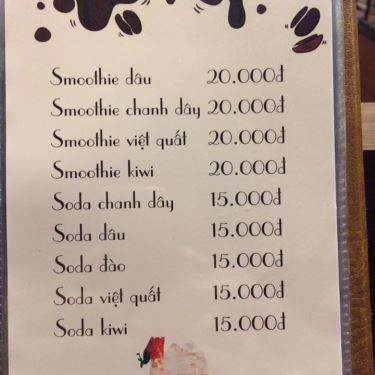 Smoothie dâu 20.000đ
Smoothie chanh dây 20.000đ
Smoothie việt quất 20.000đ
Smoothie kiwi 20.000đ
Soda chanh dây 15.000đ
Soda dâu 15.000đ
Soda đào 15.000đ
Soda việt quất 15.000đ
Soda kiwi 15.000đ